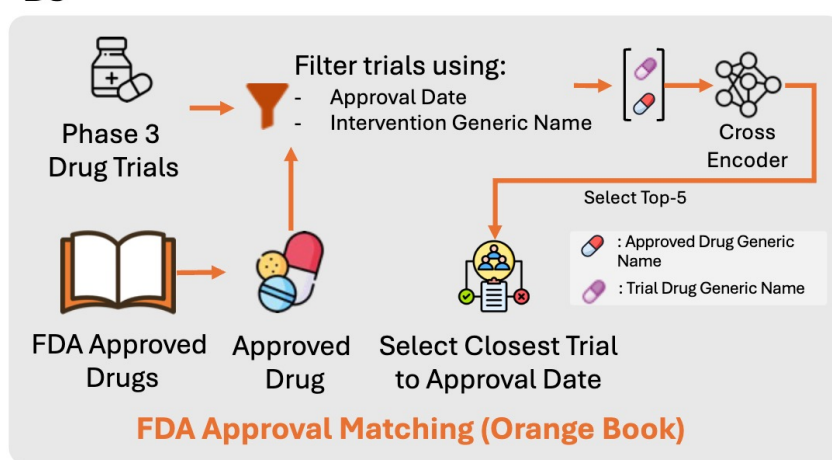 Filter trials using:
- Approval Date
- Intervention Generic Name
Phase 3
Drug Trials
Cross
Encoder
Select Top-5
: Approved Drug Generic
Name
: Trial Drug Generic Name
FDA Approved
Drugs
Approved
Drug
Select Closest Trial
to Approval Date
FDA Approval Matching (Orange Book)